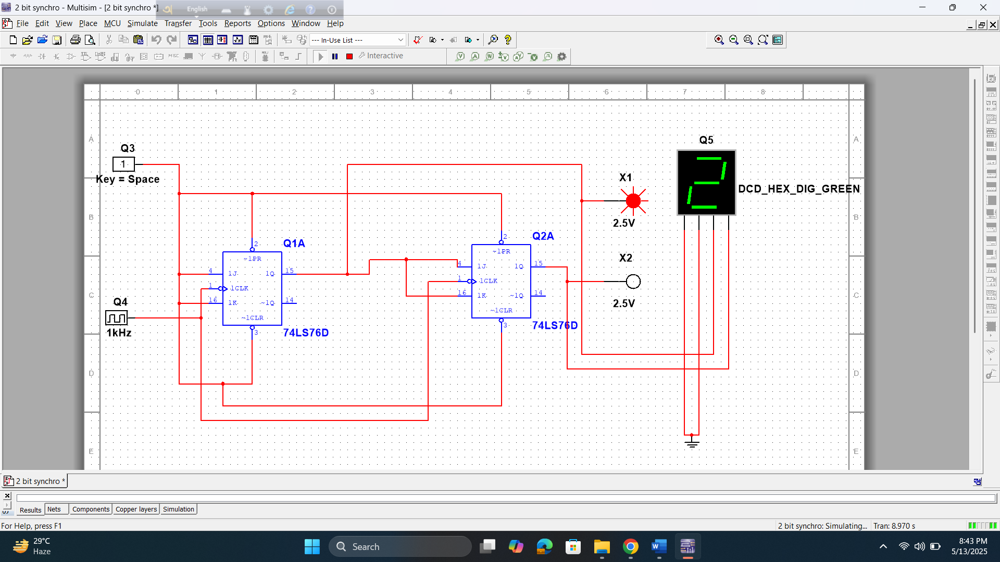 2 bit synchro - Multisim - [2 bit synchro *]
English
File Edit View Place MCU Simulate Transfer Tools Reports Options Window Help
--- In-Use List ---
MISC
Interactive
0 1 2 3 4 5 6 7 8
A A
Q3
1
Key = Space
Q5
X1
DCD_HEX_DIG_GREEN
2
2.5V
B B
Q1A
2
~1PR
4 1J 1Q 15
1 1CLK
16 1K ~1Q 14
~1CLR
3
74LS76D
Q2A
2
~1PR
4 1J 1Q 15
1 1CLK
16 1K ~1Q 14
~1CLR
3
74LS76D
X2
2.5V
C C
Q4
1kHz
D D
E E
2 bit synchro *
Results Nets Components Copper layers Simulation
For Help, press F1
2 bit synchro: Simulating... Tran: 8.970 s
29°C
Haze
Search
8:43 PM
5/13/2025